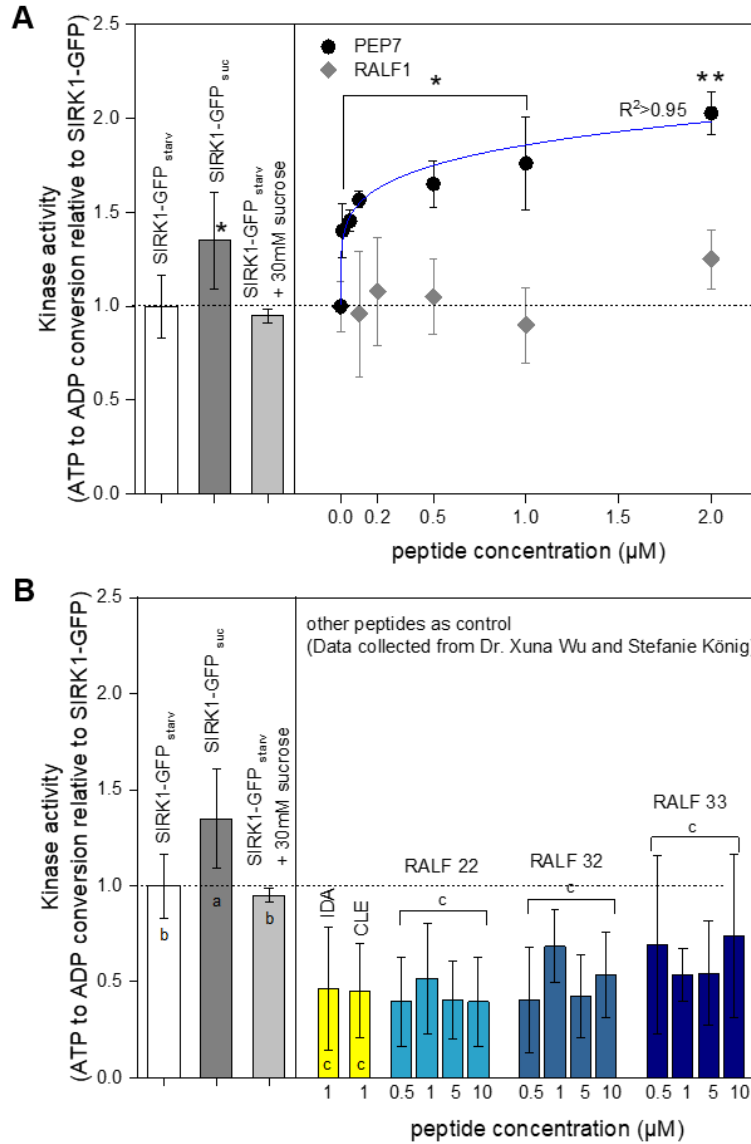 A
Kinase activity
(ATP to ADP conversion relative to SIRK1-GFP)
2.5
2.0
1.5
1.0
0.5
0.0
SIRK1-GFP starv
SIRK1-GFP suc
*
SIRK1-GFP starv
+ 30mM sucrose
PEP7
RALF1
*
**
R²>0.95
0.0 0.2 0.5 1.0 1.5 2.0
peptide concentration (µM)
B
Kinase activity
(ATP to ADP conversion relative to SIRK1-GFP)
2.5
2.0
1.5
1.0
0.5
0.0
SIRK1-GFP starv
SIRK1-GFP suc
SIRK1-GFP starv
+ 30mM sucrose
b
a
b
other peptides as control
(Data collected from Dr. Xuna Wu and Stefanie König)
IDA
CLE
RALF 22
RALF 32
RALF 33
c
c
c
c
c
1 1 0.5 1 5 10 0.5 1 5 10 0.5 1 5 10
peptide concentration (µM)